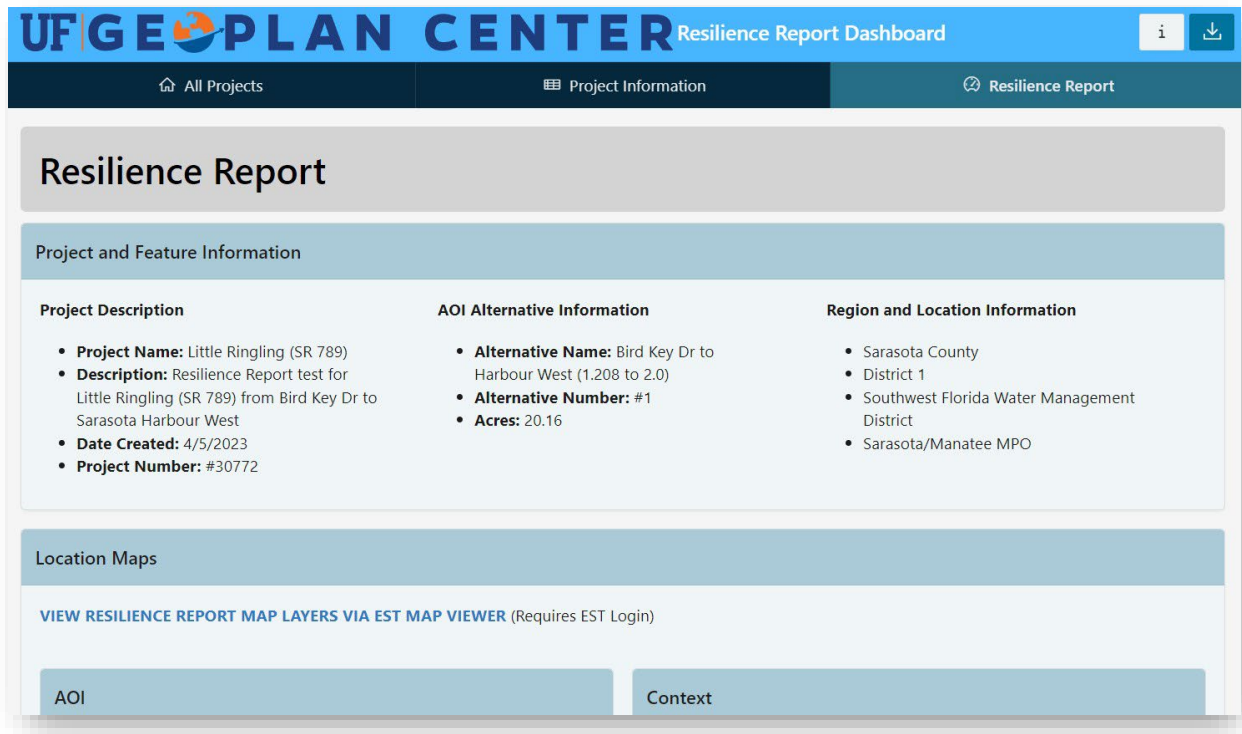 UF|GEOPLAN CENTER Resilience Report Dashboard i
All Projects Project Information Resilience Report
Resilience Report
Project and Feature Information
Project Description
• Project Name: Little Ringling (SR 789)
• Description: Resilience Report test for
Little Ringling (SR 789) from Bird Key Dr to
Sarasota Harbour West
• Date Created: 4/5/2023
• Project Number: #30772
AOI Alternative Information
• Alternative Name: Bird Key Dr to
Harbour West (1.208 to 2.0)
• Alternative Number: #1
• Acres: 20.16
Region and Location Information
• Sarasota County
• District 1
• Southwest Florida Water Management
District
• Sarasota/Manatee MPO
Location Maps
VIEW RESILIENCE REPORT MAP LAYERS VIA EST MAP VIEWER (Requires EST Login)
AOI
Context